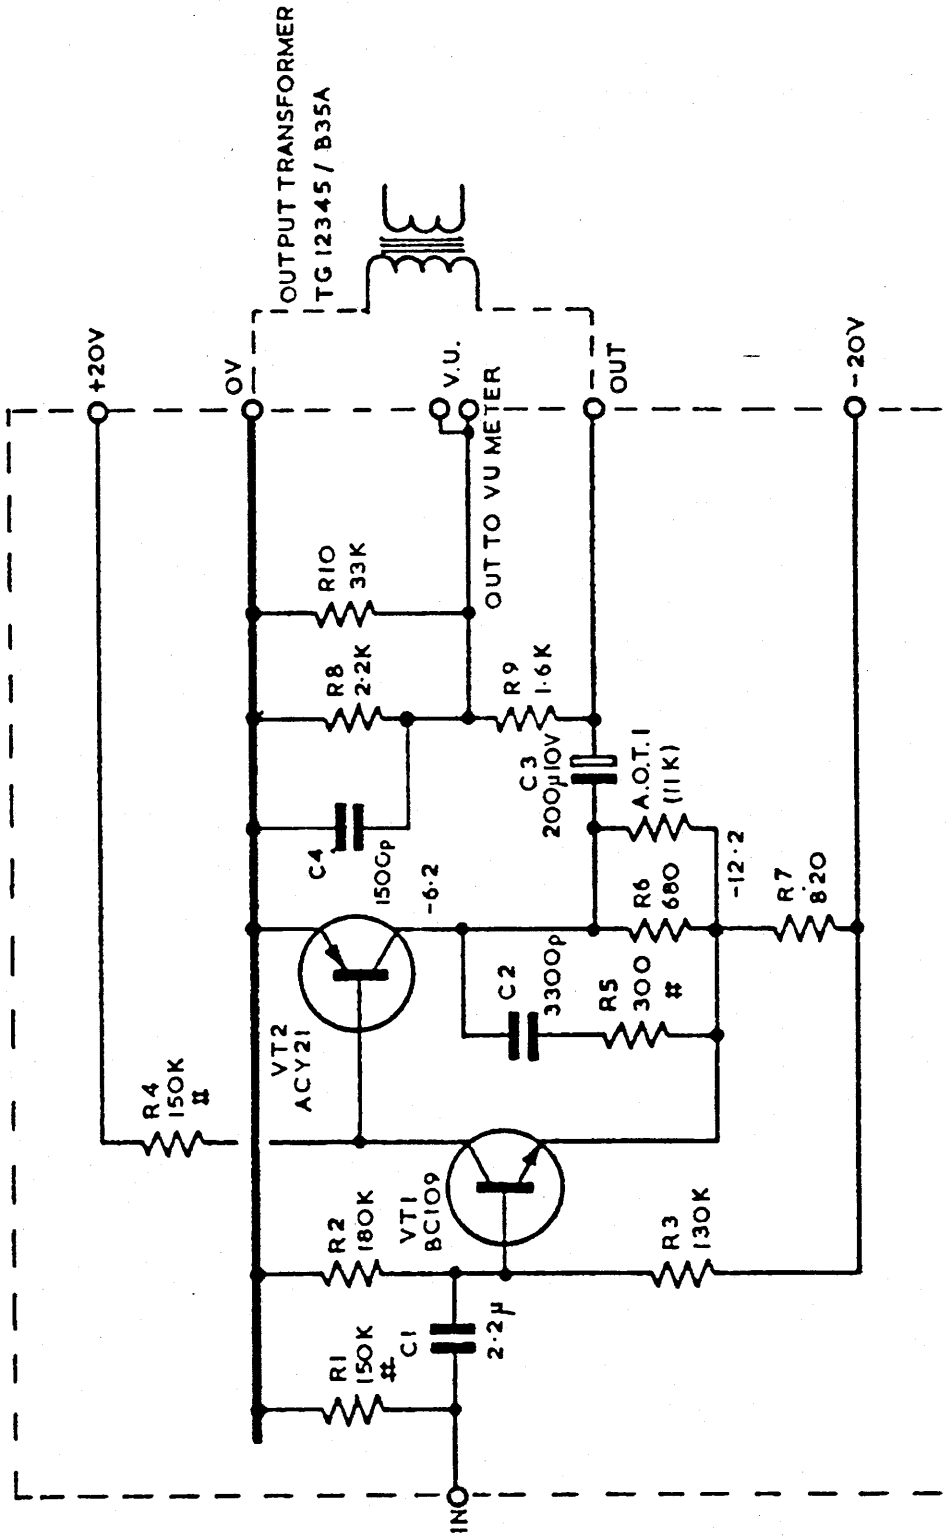 OUTPUT TRANSFORMER
TG 12345 / B35A
+20V
0V
V.U.
OUT TO VU METER
OUT
-20V
R10
33K
R8
2·2K
R9
1·6K
C4
1500p
C3
200µ10V
A.O.T.1
(11K)
-6·2
-12·2
R6
680
R7
820
C2
3300p
R5
300
#
VT2
ACY21
R4
150K
#
VT1
BC109
R2
180K
R3
130K
R1
150K
#
C1
2·2µ
IN